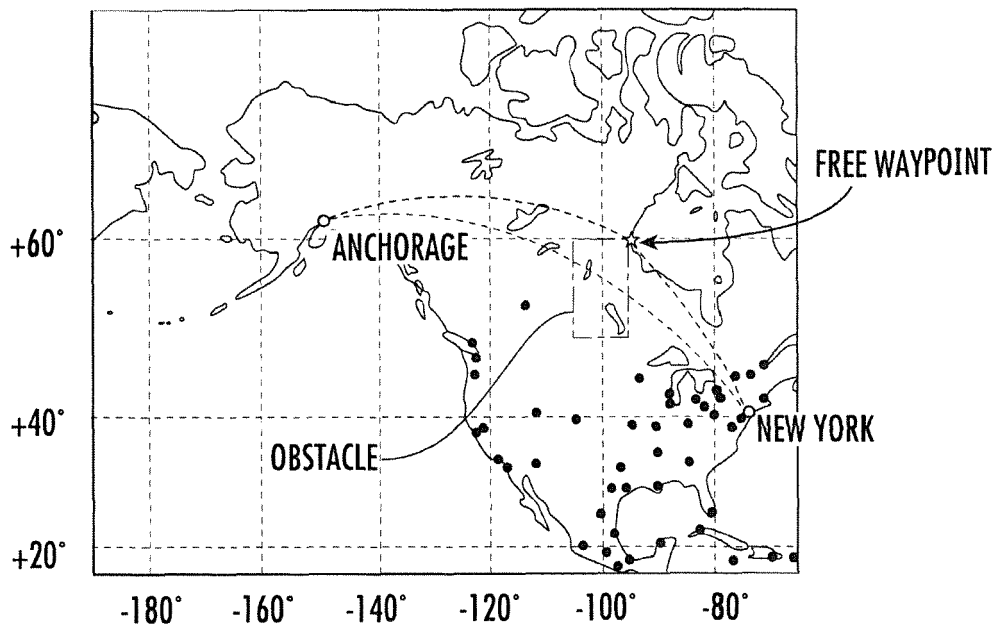 FREE WAYPOINT
+60°
ANCHORAGE
+40°
NEW YORK
OBSTACLE
+20°
-180° -160° -140° -120° -100° -80°